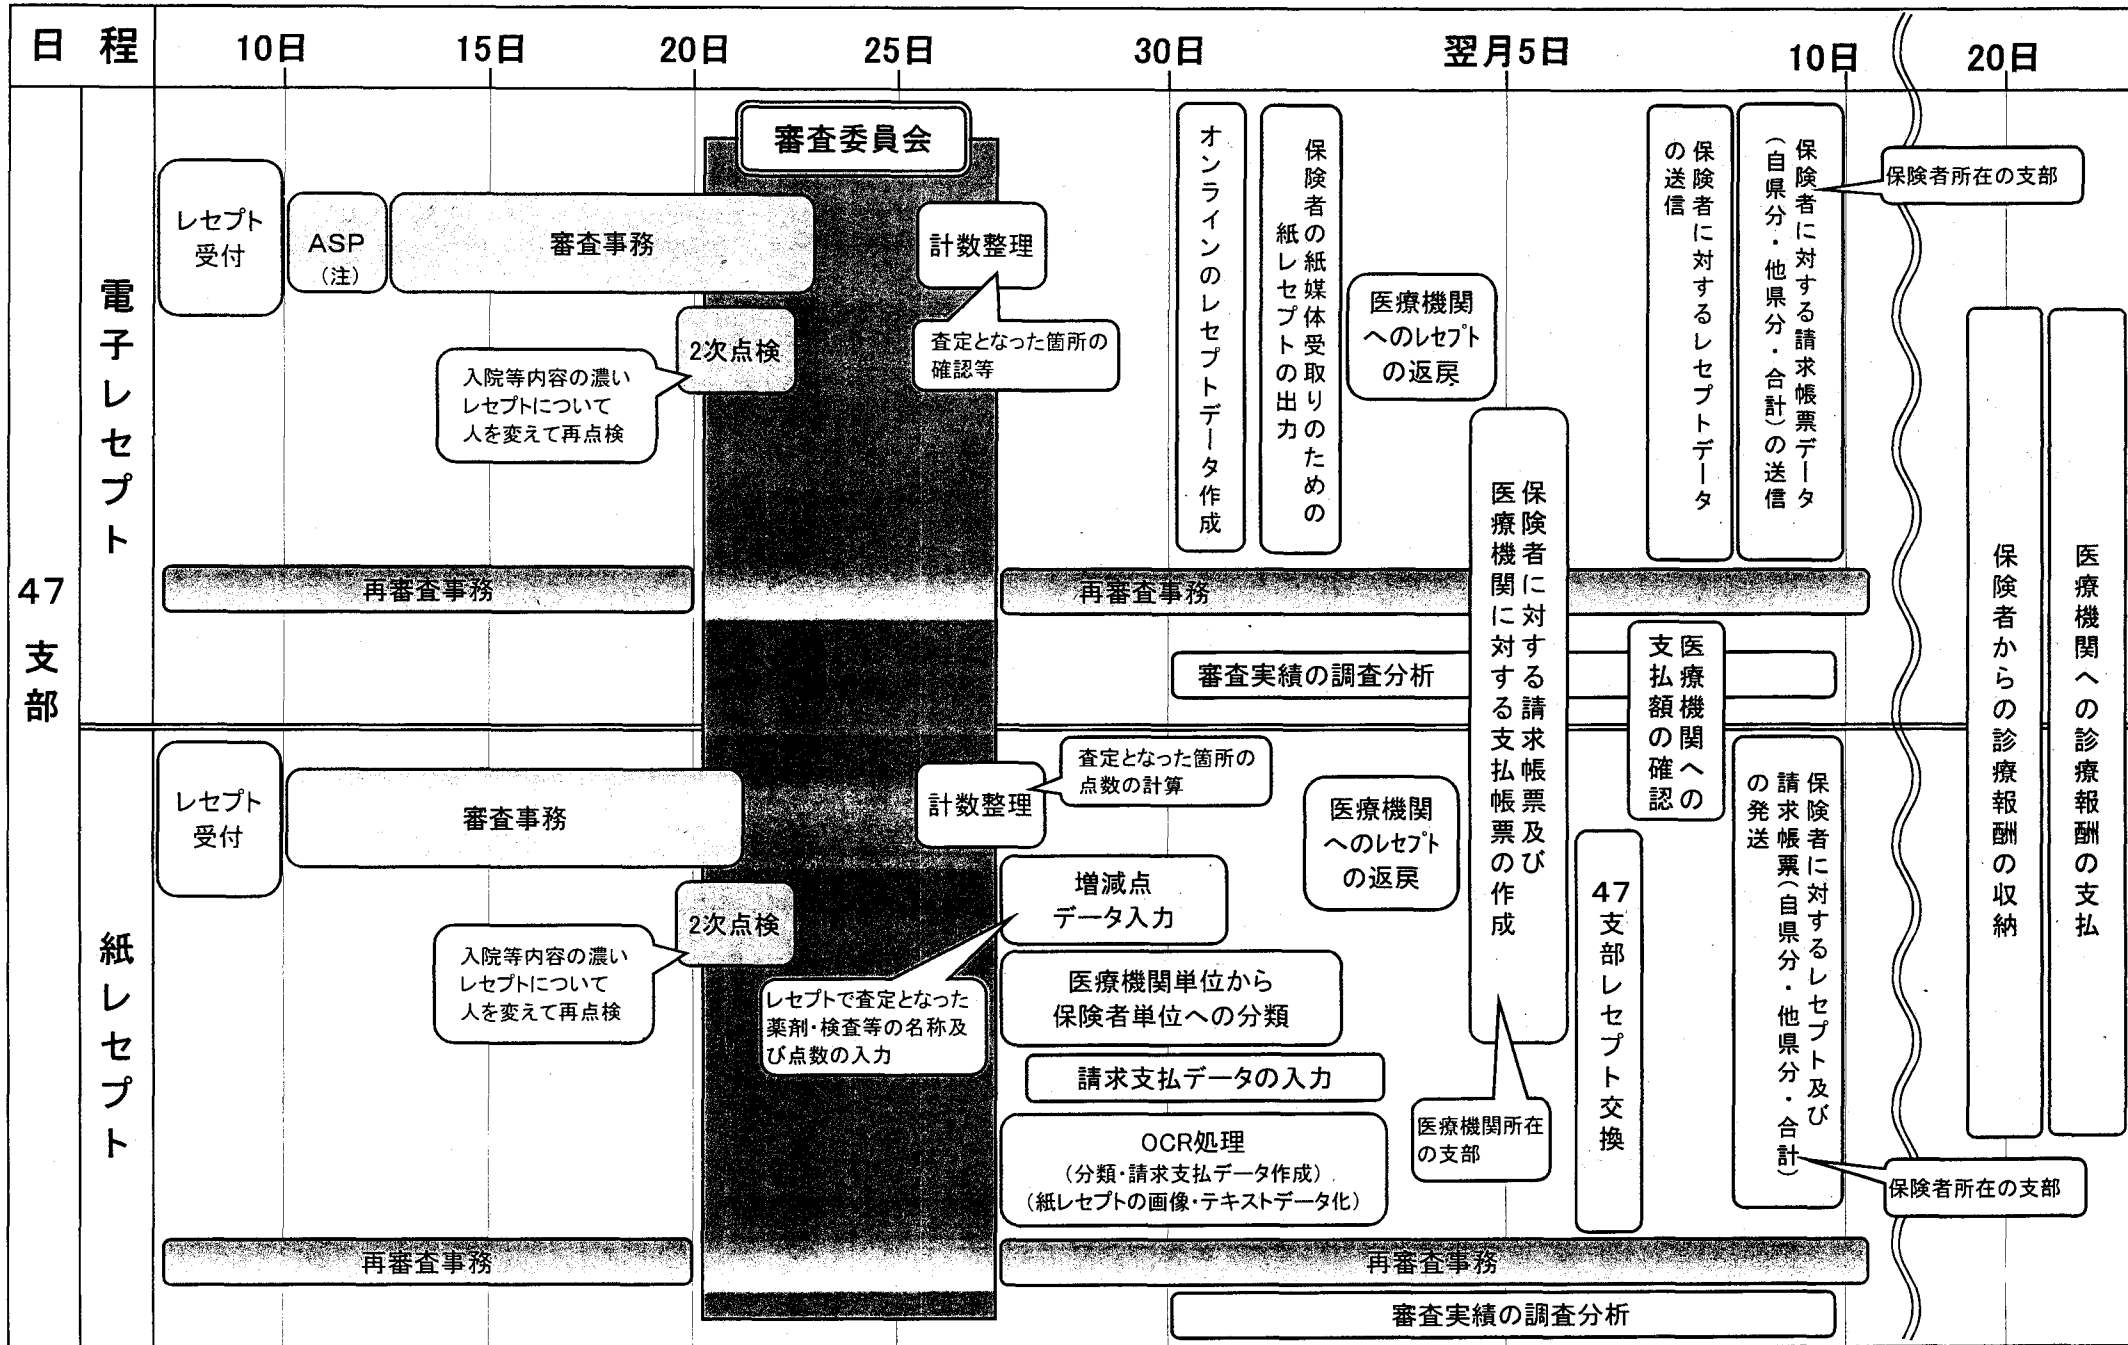 日 程
10日
15日
20日
25日
30日
翌月5日
10日
20日
47支部
電子レセプト
審査委員会
レセプト
受付
ASP
(注)
審査事務
2次点検
入院等内容の濃い
レセプトについて
人を変えて再点検
計数整理
査定となった箇所の
確認等
オンラインのレセプトデータ作成
保険者の紙媒体受取りのための
紙レセプトの出力
医療機関
へのレセプト
の返戻
保険者に対するレセプトデータ
の送信
保険者に対する請求帳票データ
(自県分・他県分・合計)の送信
保険者所在の支部
再審査事務
再審査事務
審査実績の調査分析
保険者に対する請求帳票及び
医療機関に対する支払帳票の作成
医療機関所在
の支部
医療機関への
支払額の確認
保険者からの診療報酬の収納
医療機関への診療報酬の支払
紙レセプト
レセプト
受付
審査事務
2次点検
入院等内容の濃い
レセプトについて
人を変えて再点検
計数整理
査定となった箇所の
点数の計算
増減点
データ入力
レセプトで査定となった
薬剤・検査等の名称及
び点数の入力
医療機関単位から
保険者単位への分類
請求支払データの入力
OCR処理
(分類・請求支払データ作成)
(紙レセプトの画像・テキストデータ化)
医療機関
へのレセプト
の返戻
47支部レセプト交換
保険者に対するレセプト及び
請求帳票(自県分・他県分・合計)
の発送
保険者所在の支部
再審査事務
再審査事務
審査実績の調査分析